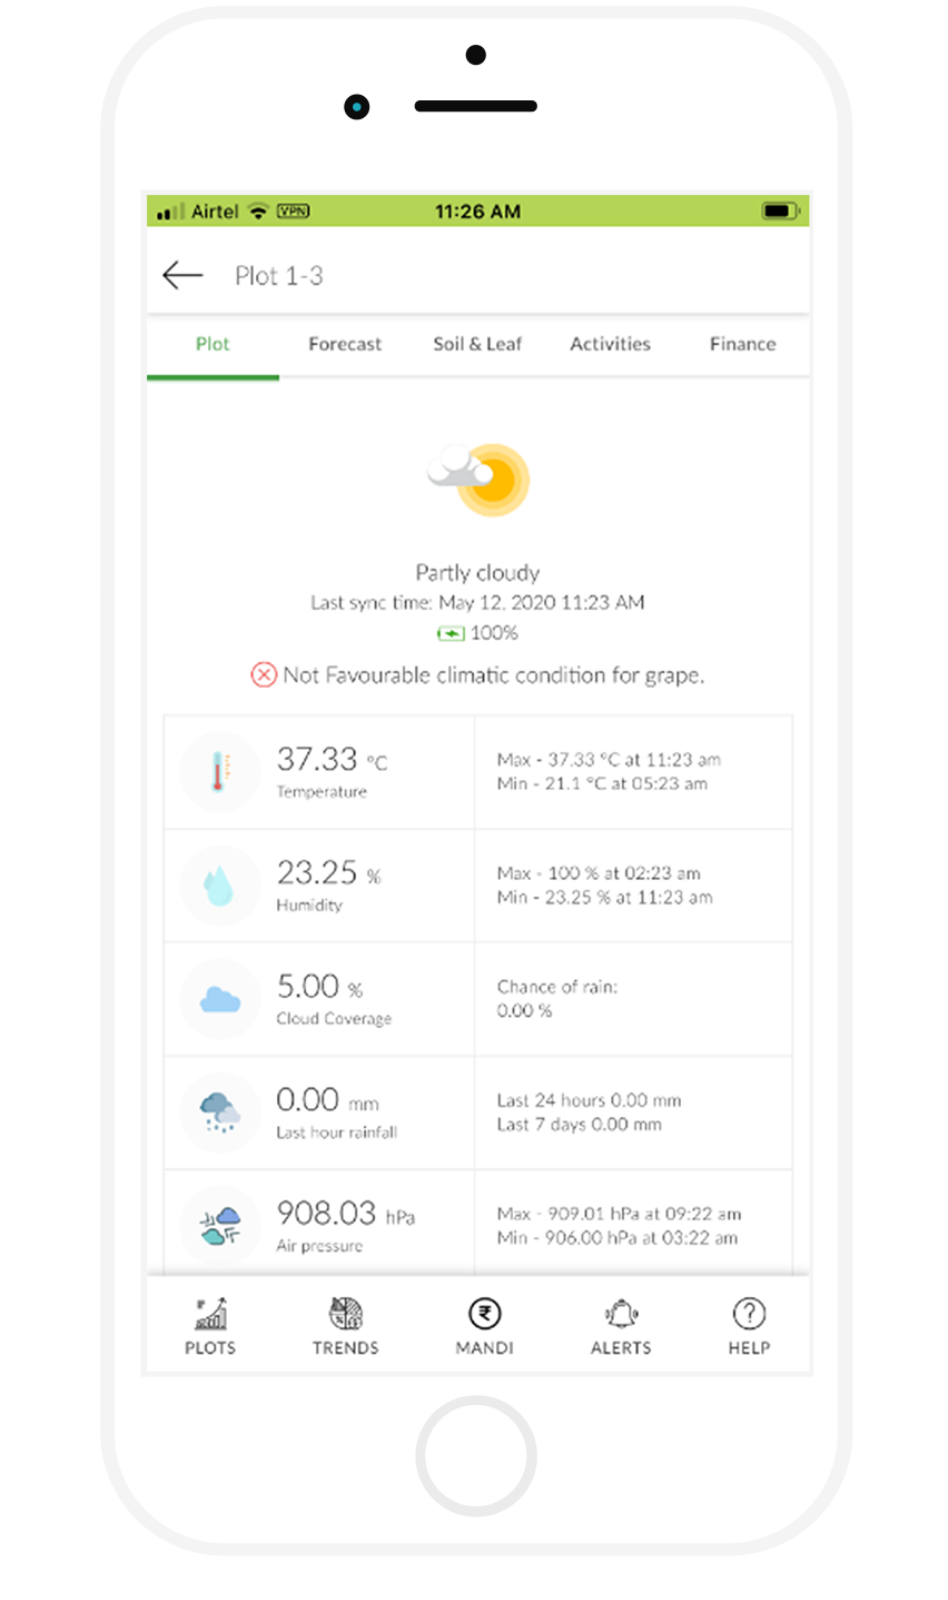 Airtel VPN 11:26 AM
Plot 1-3
Plot Forecast Soil & Leaf Activities Finance
Partly cloudy
Last sync time: May 12, 2020 11:23 AM
100%
Not Favourable climatic condition for grape.
37.33 °C
Temperature
Max - 37.33 °C at 11:23 am
Min - 21.1 °C at 05:23 am
23.25 %
Humidity
Max - 100 % at 02:23 am
Min - 23.25 % at 11:23 am
5.00 %
Cloud Coverage
Chance of rain:
0.00 %
0.00 mm
Last hour rainfall
Last 24 hours 0.00 mm
Last 7 days 0.00 mm
908.03 hPa
Air pressure
Max - 909.01 hPa at 09:22 am
Min - 906.00 hPa at 03:22 am
PLOTS TRENDS MANDI ALERTS HELP